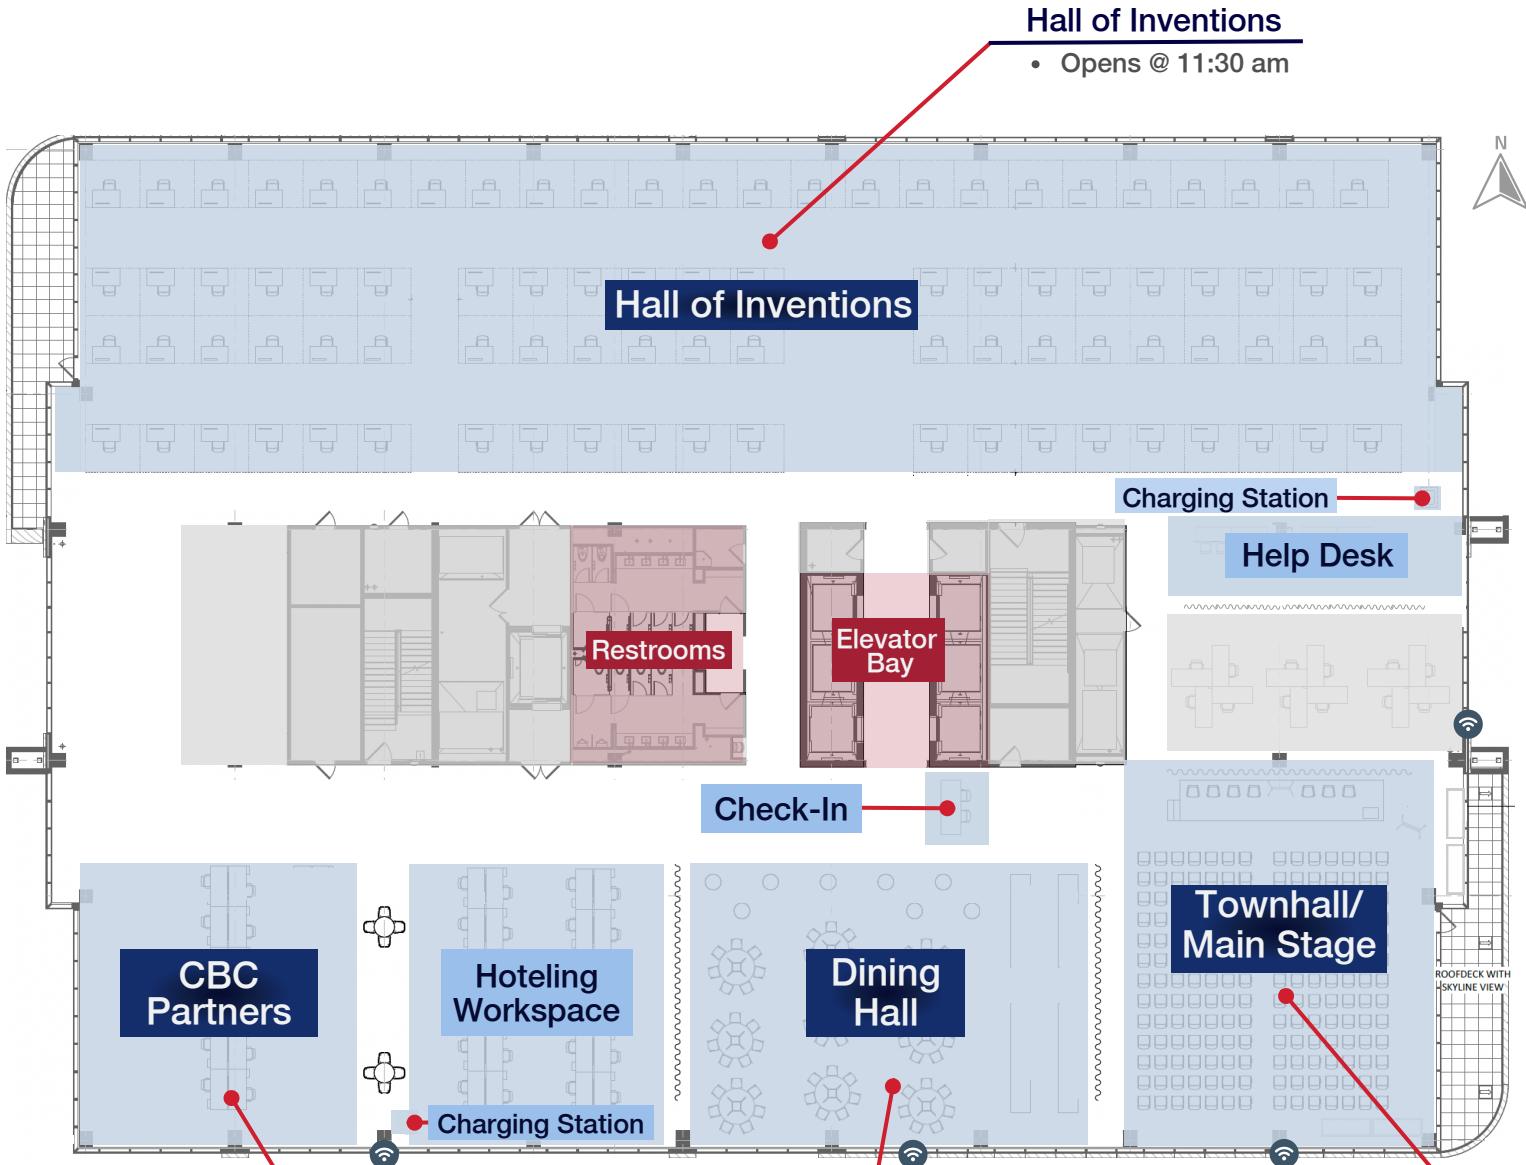 Hall of Inventions
• Opens @ 11:30 am
N
Hall of Inventions
Charging Station
Help Desk
Restrooms
Elevator
Bay
Check-In
Townhall/
Main Stage
CBC
Partners
Hoteling
Workspace
Dining
Hall
ROOFDECK WITH
SKYLINE VIEW
Charging Station